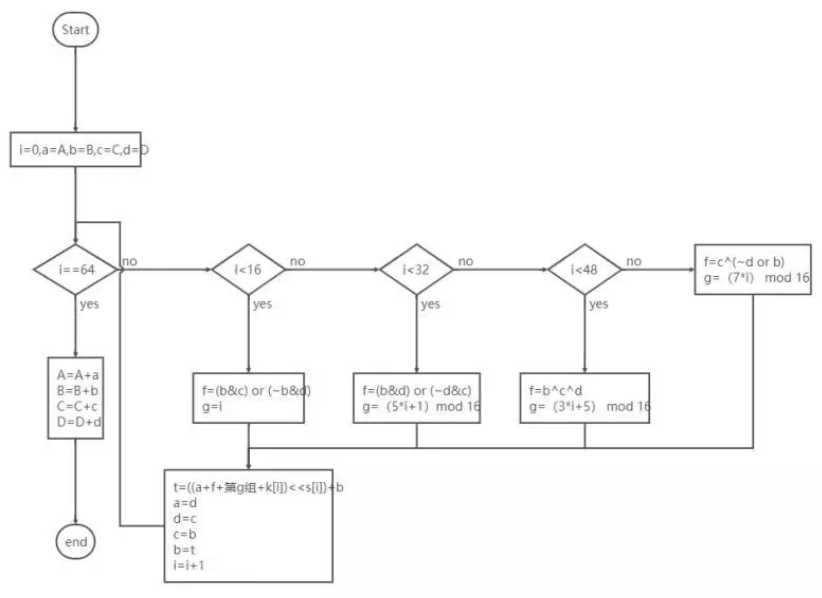 Start
i=0,a=A,b=B,c=C,d=D
i==64
no
i<16
no
i<32
no
i<48
no
f=c^(~d or b)
g=（7*i） mod 16
yes
yes
yes
yes
A=A+a
B=B+b
C=C+c
D=D+d
f=(b&c) or (~b&d)
g=i
f=(b&d) or (~d&c)
g=（5*i+1）mod 16
f=b^c^d
g=（3*i+5） mod 16
t=((a+f+第g组+k[i])<<s[i])+b
a=d
d=c
c=b
b=t
i=i+1
end